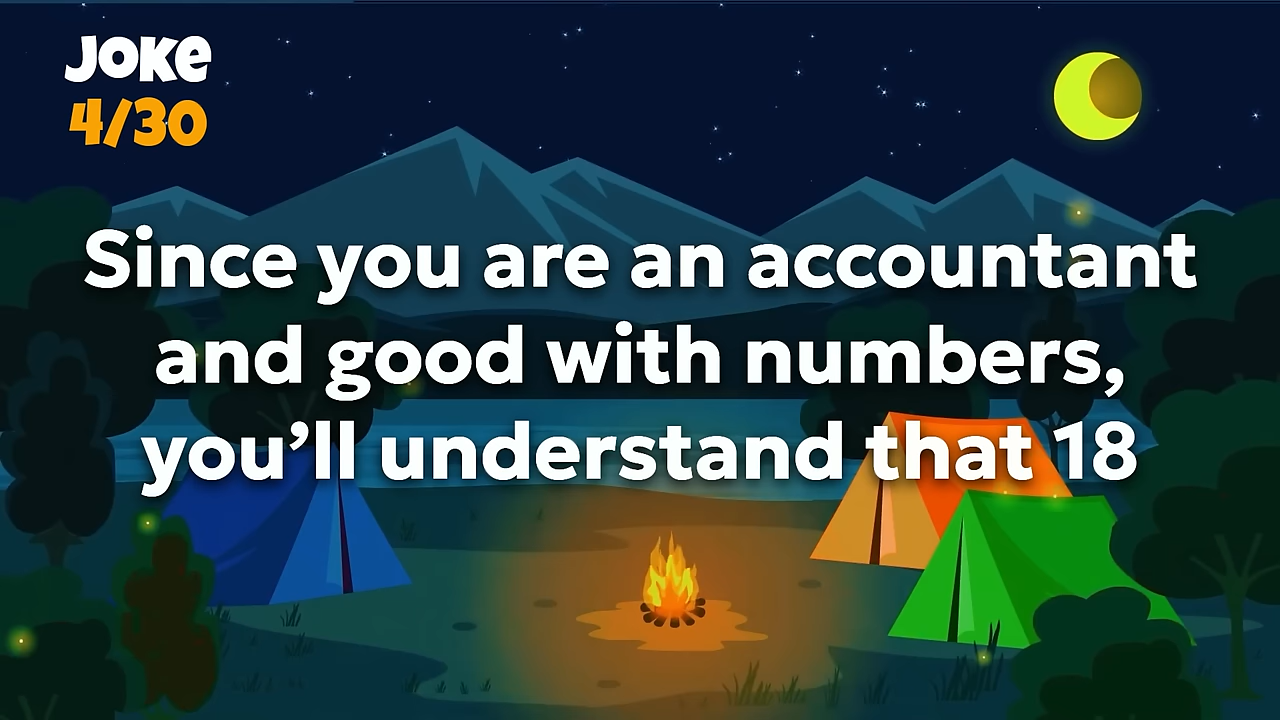 JOKE
4/30
Since you are an accountant
and good with numbers,
you’ll understand that 18